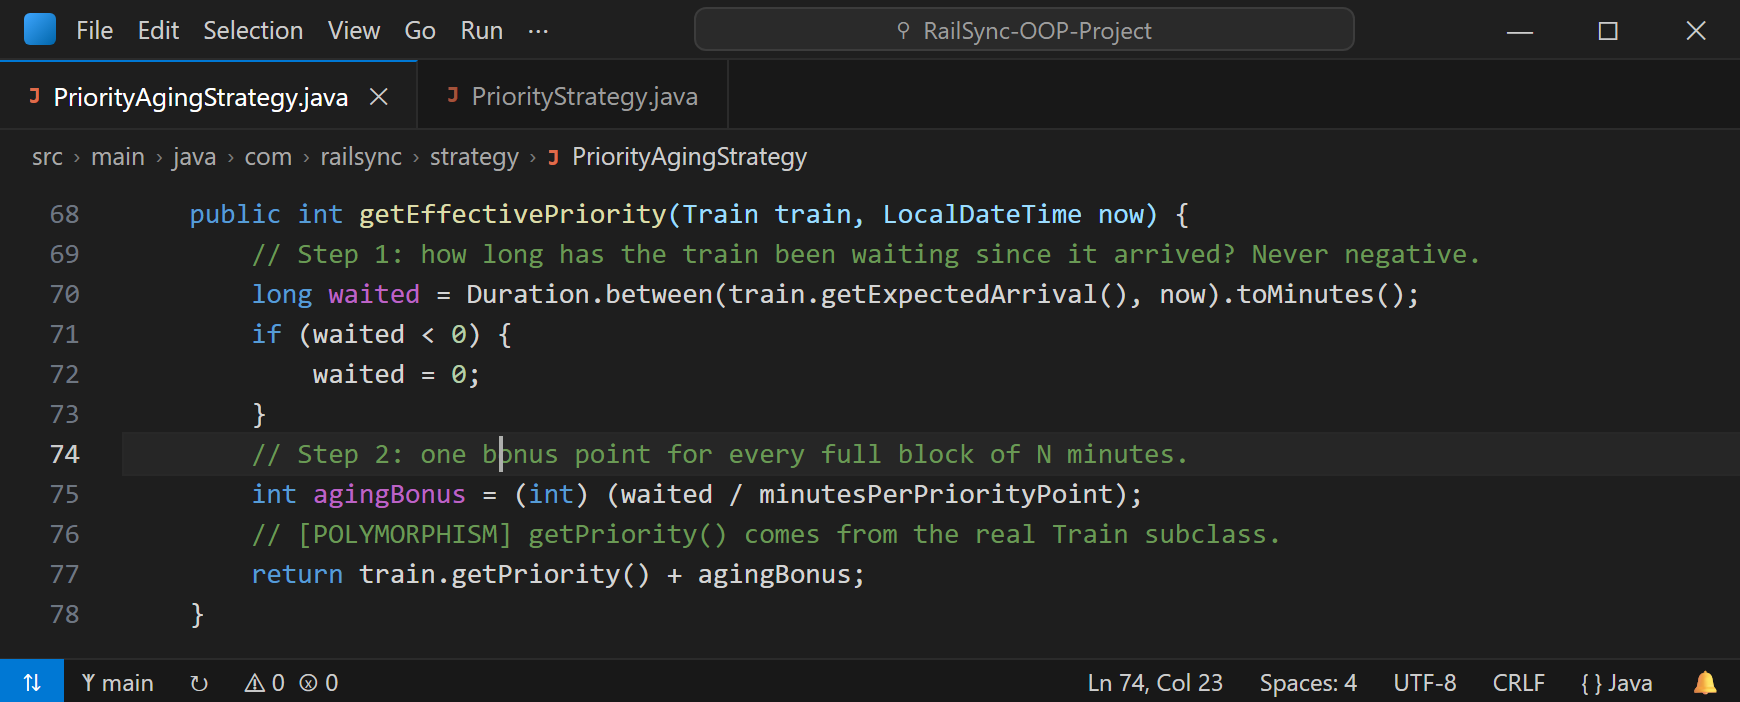 File Edit Selection View Go Run ··· RailSync-OOP-Project
J PriorityAgingStrategy.java J PriorityStrategy.java
src › main › java › com › railsync › strategy › J PriorityAgingStrategy
68 public int getEffectivePriority(Train train, LocalDateTime now) {
69 // Step 1: how long has the train been waiting since it arrived? Never negative.
70 long waited = Duration.between(train.getExpectedArrival(), now).toMinutes();
71 if (waited < 0) {
72 waited = 0;
73 }
74 // Step 2: one bonus point for every full block of N minutes.
75 int agingBonus = (int) (waited / minutesPerPriorityPoint);
76 // [POLYMORPHISM] getPriority() comes from the real Train subclass.
77 return train.getPriority() + agingBonus;
78 }
main 0 0 Ln 74, Col 23 Spaces: 4 UTF-8 CRLF { } Java